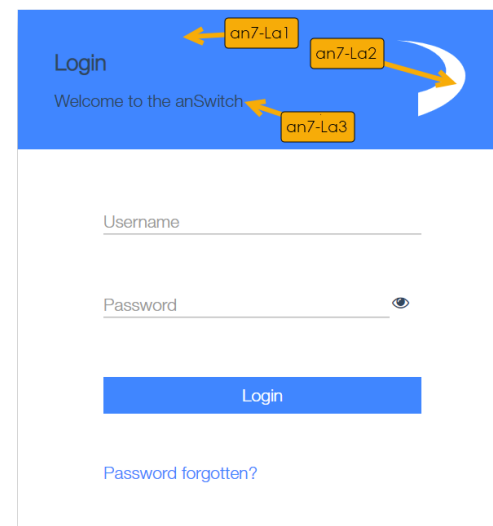 an7-La1
an7-La2
Login
Welcome to the anSwitch
an7-La3
Username
Password
Login
Password forgotten?